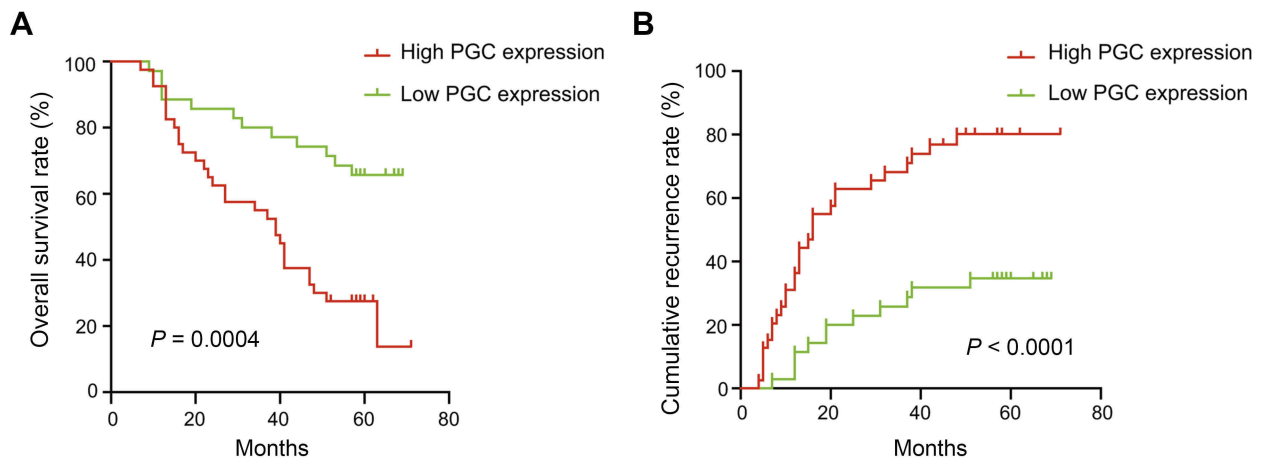 A
High PGC expression
Low PGC expression
Overall survival rate (%)
100
80
60
40
20
0
P = 0.0004
0 20 40 60 80
Months
B
High PGC expression
Low PGC expression
Cumulative recurrence rate (%)
100
80
60
40
20
0
P < 0.0001
0 20 40 60 80
Months